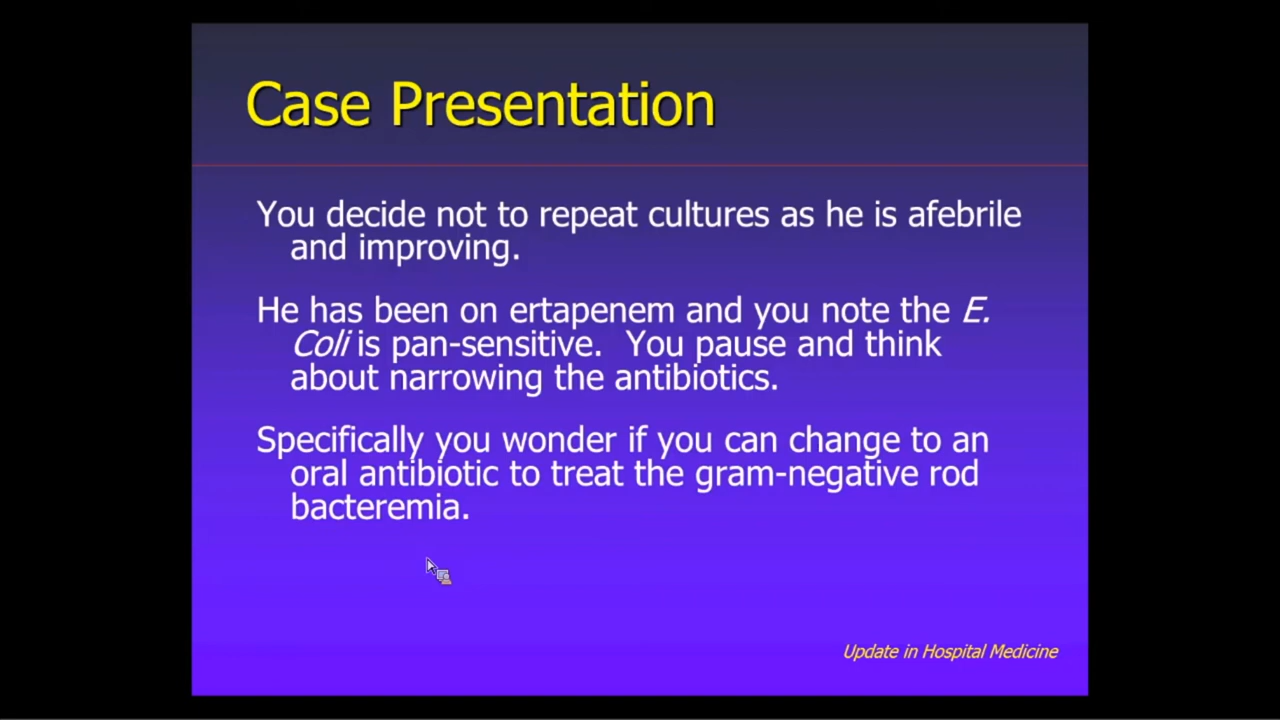 Case Presentation
You decide not to repeat cultures as he is afebrile
and improving.
He has been on ertapenem and you note the E.
Coli is pan-sensitive.  You pause and think
about narrowing the antibiotics.
Specifically you wonder if you can change to an
oral antibiotic to treat the gram-negative rod
bacteremia.
Update in Hospital Medicine